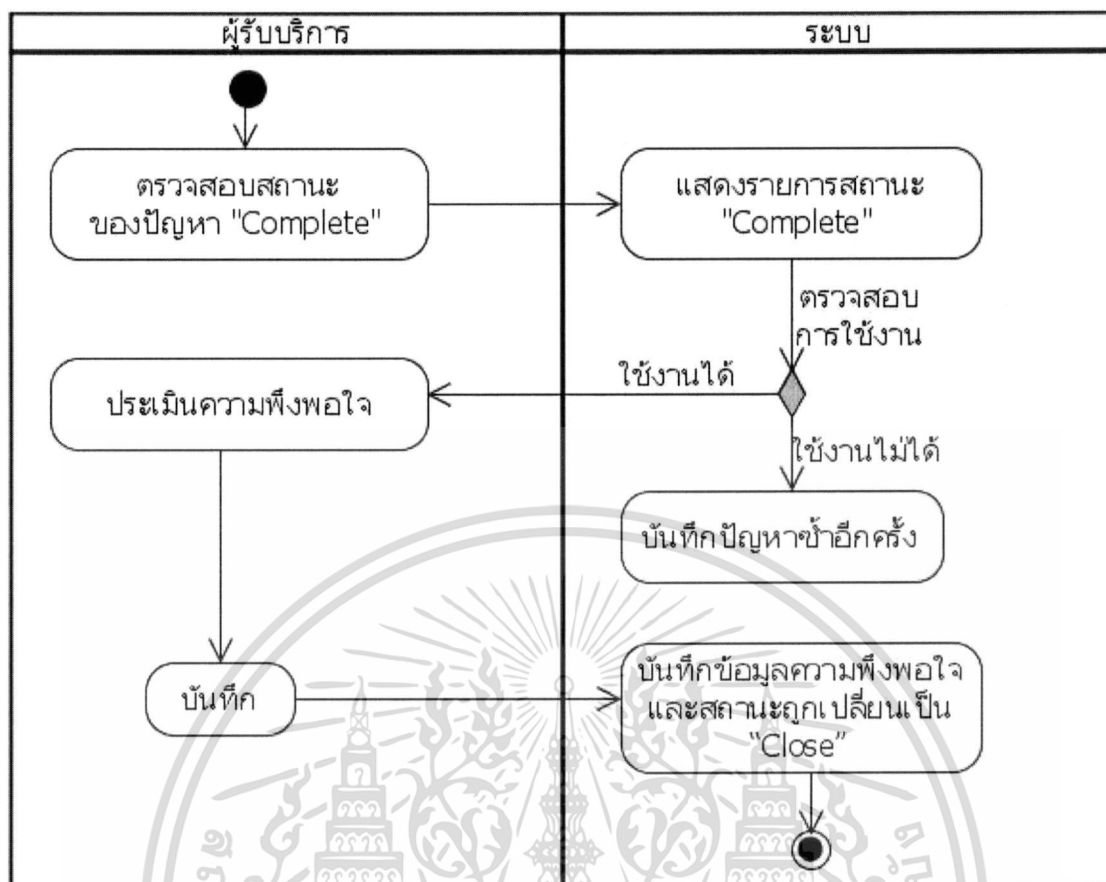 ผู้รับบริการ
ระบบ
ตรวจสอบสถานะ
ของปัญหา "Complete"
แสดงรายการสถานะ
"Complete"
ตรวจสอบ
การใช้งาน
ใช้งานได้
ประเมินความพึงพอใจ
ใช้งานไม่ได้
บันทึกปัญหาซ้ำอีกครั้ง
บันทึก
บันทึกข้อมูลความพึงพอใจ
และสถานะถูกเปลี่ยนเป็น
"Close"